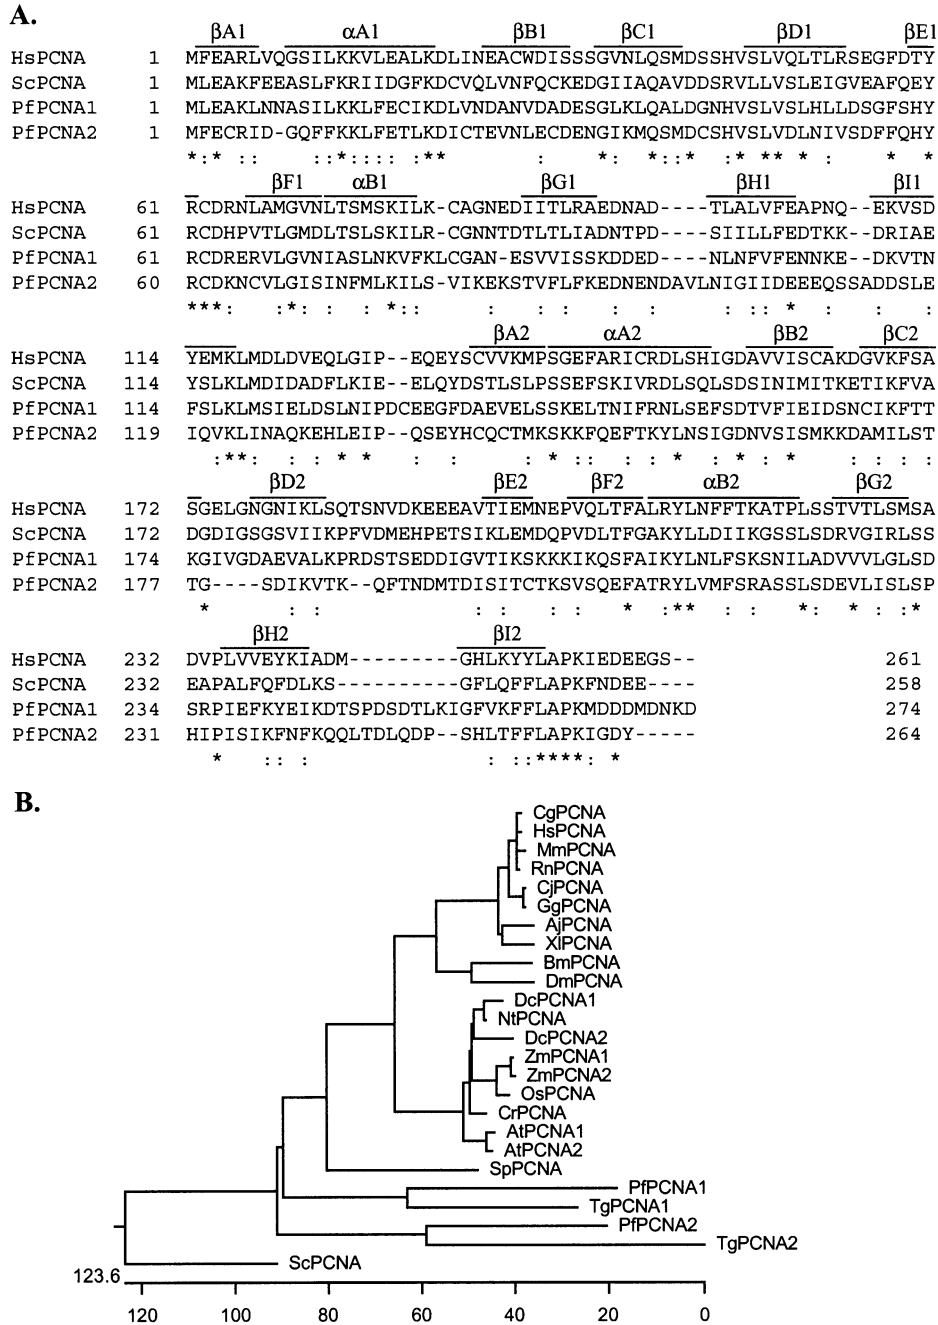 A.
βA1 αA1 βB1 βC1 βD1 βE1
HsPCNA 1 MFEARLVQGSILKKVLEALKDLINEACWDISSSGVNLQSMDSSHVSLVQLTLRSEGFDTY
ScPCNA 1 MLEAKFEEASLFKRIIDGFKDCVQLVNFQCKEDGIIAQAVDDSRVLLVSLEIGVEAFQEY
PfPCNA1 1 MLEAKLNNASILKKLFECIKDLVNDANVDADESGLKLQALDGNHVSLVSLHLLDSGFSHY
PfPCNA2 1 MFECRID-GQFFKKLFETLKDICTEVNLECDENGIKMQSMDCSHVSLVDLNIVSDFFQHY
*:* :: ::*:::: :** : *: *::* :* ** * : * *
βF1 αB1 βG1 βH1 βI1
HsPCNA 61 RCDRNLAMGVNLTSMSKILK-CAGNEDIITLRAEDNAD----TLALVFEAPNQ--EKVSD
ScPCNA 61 RCDHPVTLGMDLTSLSKILR-CGNNTDTLTLIADNTPD----SIILLFEDTKK--DRIAE
PfPCNA1 61 RCDRERVLGVNIASLNKVFKLCGAN-ESVVISSKDDED----NLNFVFENNKE--DKVTN
PfPCNA2 60 RCDKNCVLGISINFMLKILS-VIKEKSTVFLFKEDNENDAVLNIGIIDEEEQSSADDSLE
***: :*: : : *:: : :: : : : * : :
βA2 αA2 βB2 βC2
HsPCNA 114 YEMKLMDLDVEQLGIP--EQEYSCVVKMPSGEFARICRDLSHIGDAVVISCAKDGVKFSA
ScPCNA 114 YSLKLMDIDADFLKIE--ELQYDSTLSLPSSEFSKIVRDLSQLSDSINIMITKETIKFVA
PfPCNA1 114 FSLKLMSIELDSLNIPDCEEGFDAEVELSSKELTNIFRNLSEFSDTVFIEIDSNCIKFTT
PfPCNA2 119 IQVKLINAQKEHLEIP--QSEYHCQCTMKSKKFQEFTKYLNSIGDNVSISMKKDAMILST
:**: : : * * : : : * :: : : * : * : * : : : :
βD2 βE2 βF2 αB2 βG2
HsPCNA 172 SGELGNGNIKLSQTSNVDKEEEAVTIEMNEPVQLTFALRYLNFFTKATPLSSTVTLSMSA
ScPCNA 172 DGDIGSGSVIIKPFVDMEHPETSIKLEMDQPVDLTFGAKYLLDIIKGSSLSDRVGIRLSS
PfPCNA1 174 KGIVGDAEVALKPRDSTSEDDIGVTIKSKKKIKQSFAIKYLNLFSKSNILADVVVLGLSD
PfPCNA2 177 TG----SDIKVTK--QFTNDMTDISITCTKSVSQEFATRYLVMFSRASSLSDEVLISLSP
* : : : : : : * :** : : *: * : :*
βH2 βI2
HsPCNA 232 DVPLVVEYKIADM---------GHLKYYLAPKIEDEEGS-- 261
ScPCNA 232 EAPALFQFDLKS----------GFLQFFLAPKFNDEE---- 258
PfPCNA1 234 SRPIEFKYEIKDTSPDSDTLKIGFVKFFLAPKMDDDMDNKD 274
PfPCNA2 231 HIPISIKFNFKQQLTDLQDP--SHLTFFLAPKIGDY----- 264
* :: : : ::****: *
B.
CgPCNA
HsPCNA
MmPCNA
RnPCNA
CjPCNA
GgPCNA
AjPCNA
XlPCNA
BmPCNA
DmPCNA
DcPCNA1
NtPCNA
DcPCNA2
ZmPCNA1
ZmPCNA2
OsPCNA
CrPCNA
AtPCNA1
AtPCNA2
SpPCNA
PfPCNA1
TgPCNA1
PfPCNA2
TgPCNA2
ScPCNA
123.6
120 100 80 60 40 20 0